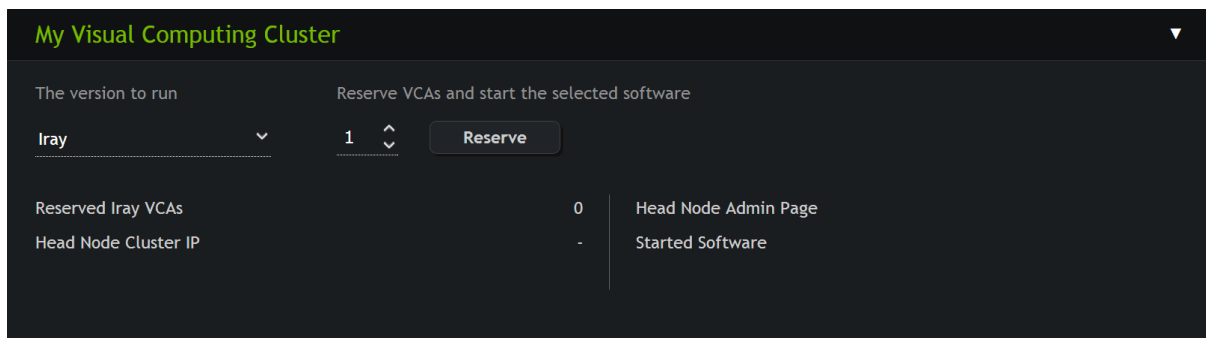 My Visual Computing Cluster
The version to run
Reserve VCAs and start the selected software
Iray
1
Reserve
Reserved Iray VCAs 0
Head Node Admin Page
Head Node Cluster IP -
Started Software